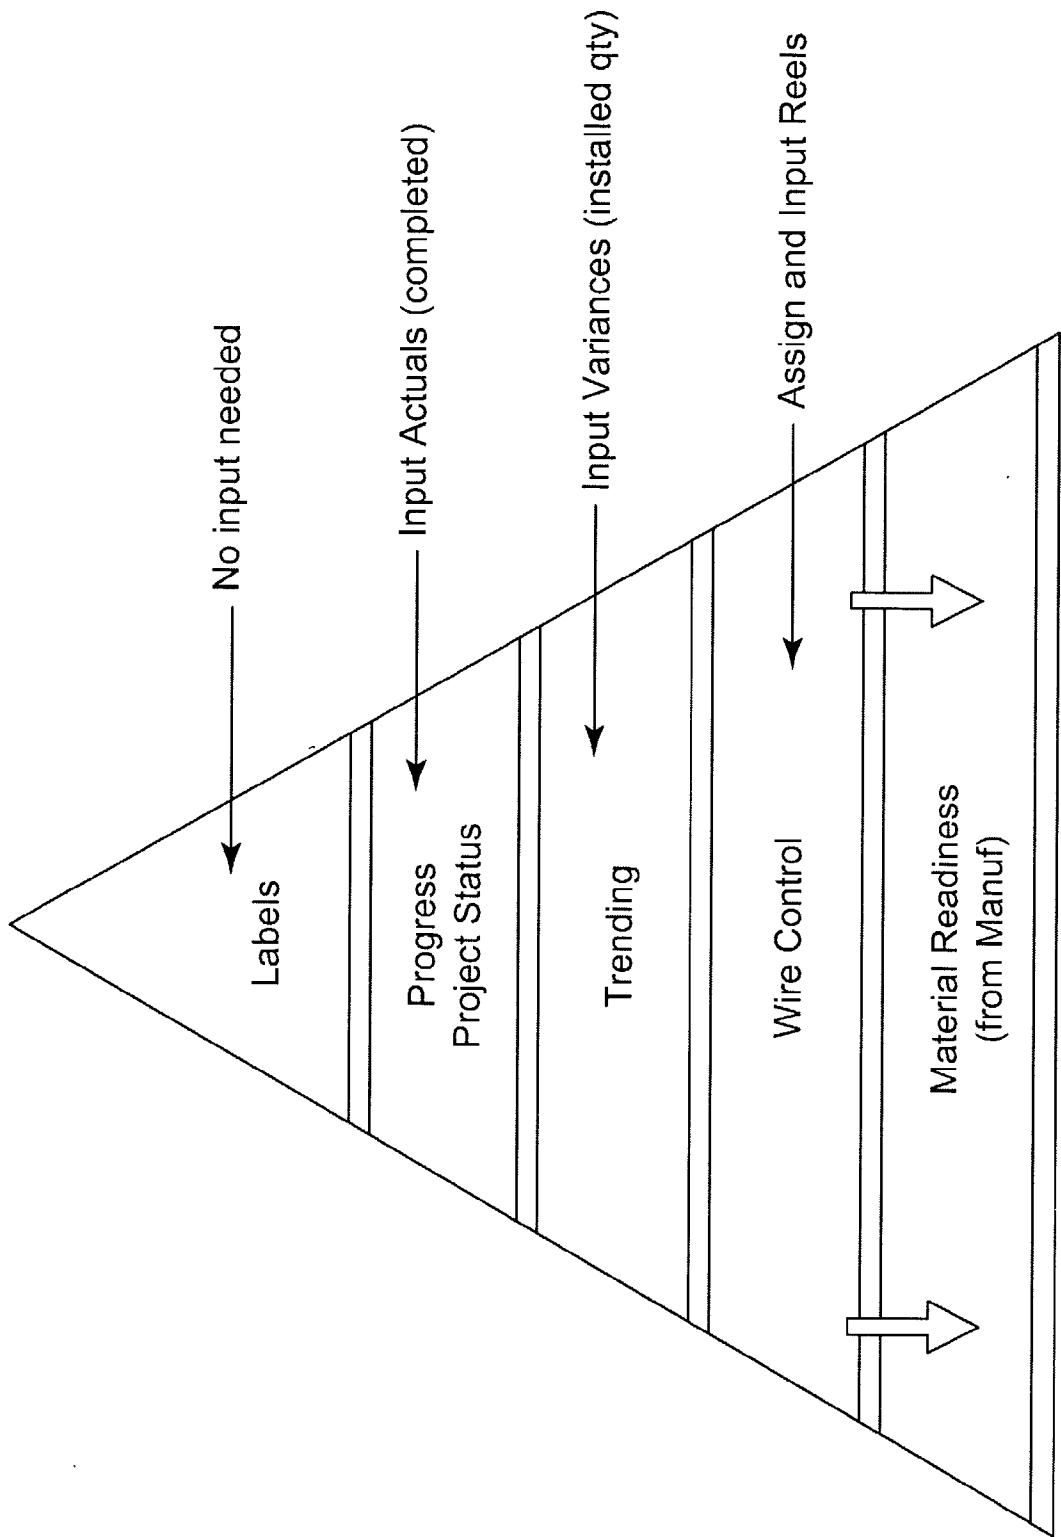 Labels
No input needed
Progress
Project Status
Input Actuals (completed)
Trending
Input Variances (installed qty)
Wire Control
Assign and Input Reels
Material Readiness
(from Manuf)